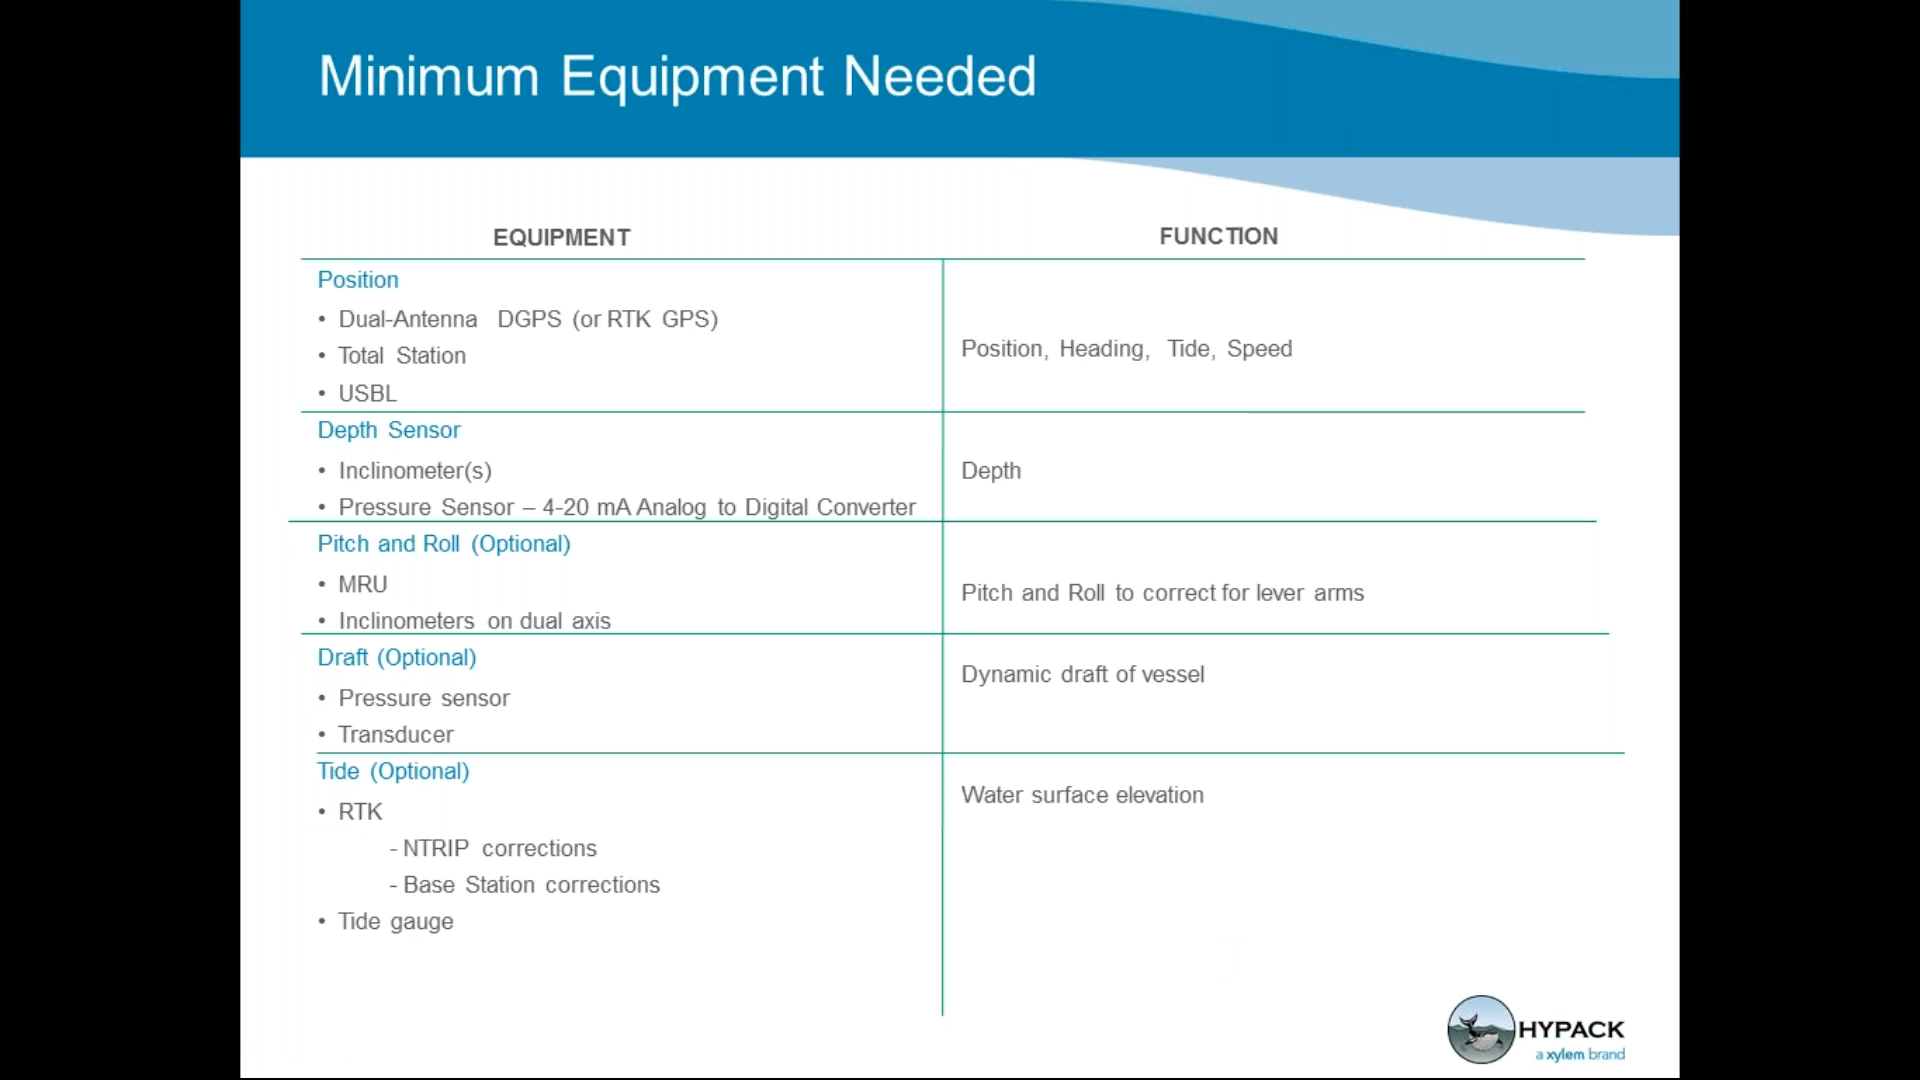 Minimum Equipment Needed
EQUIPMENT
FUNCTION
Position
• Dual-Antenna DGPS (or RTK GPS)
• Total Station
• USBL
Position, Heading, Tide, Speed
Depth Sensor
• Inclinometer(s)
• Pressure Sensor – 4-20 mA Analog to Digital Converter
Depth
Pitch and Roll (Optional)
• MRU
• Inclinometers on dual axis
Pitch and Roll to correct for lever arms
Draft (Optional)
• Pressure sensor
• Transducer
Dynamic draft of vessel
Tide (Optional)
• RTK
- NTRIP corrections
- Base Station corrections
• Tide gauge
Water surface elevation
HYPACK
a xylem brand